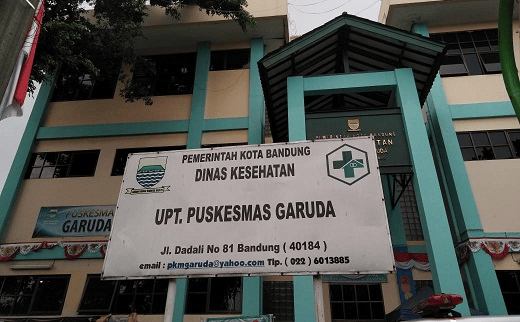 PEMERINTAH KOTA BANDUNG
DINAS KESEHATAN
UPT. PUSKESMAS GARUDA
Jl. Dadali No 81 Bandung ( 40184 )
email : pkmgaruda@yahoo.com Tlp. ( 022 ) 6013885
PUSKESMAS
GARUDA